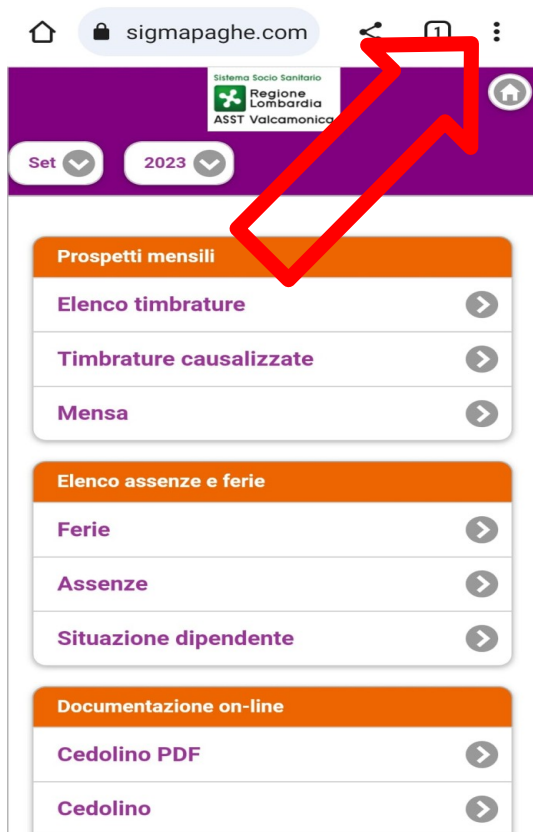 sigmapaghe.com
1
Sistema Socio Sanitario
Regione
Lombardia
ASST Valcamonica
Set
2023
Prospetti mensili
Elenco timbrature
Timbrature causalizzate
Mensa
Elenco assenze e ferie
Ferie
Assenze
Situazione dipendente
Documentazione on-line
Cedolino PDF
Cedolino